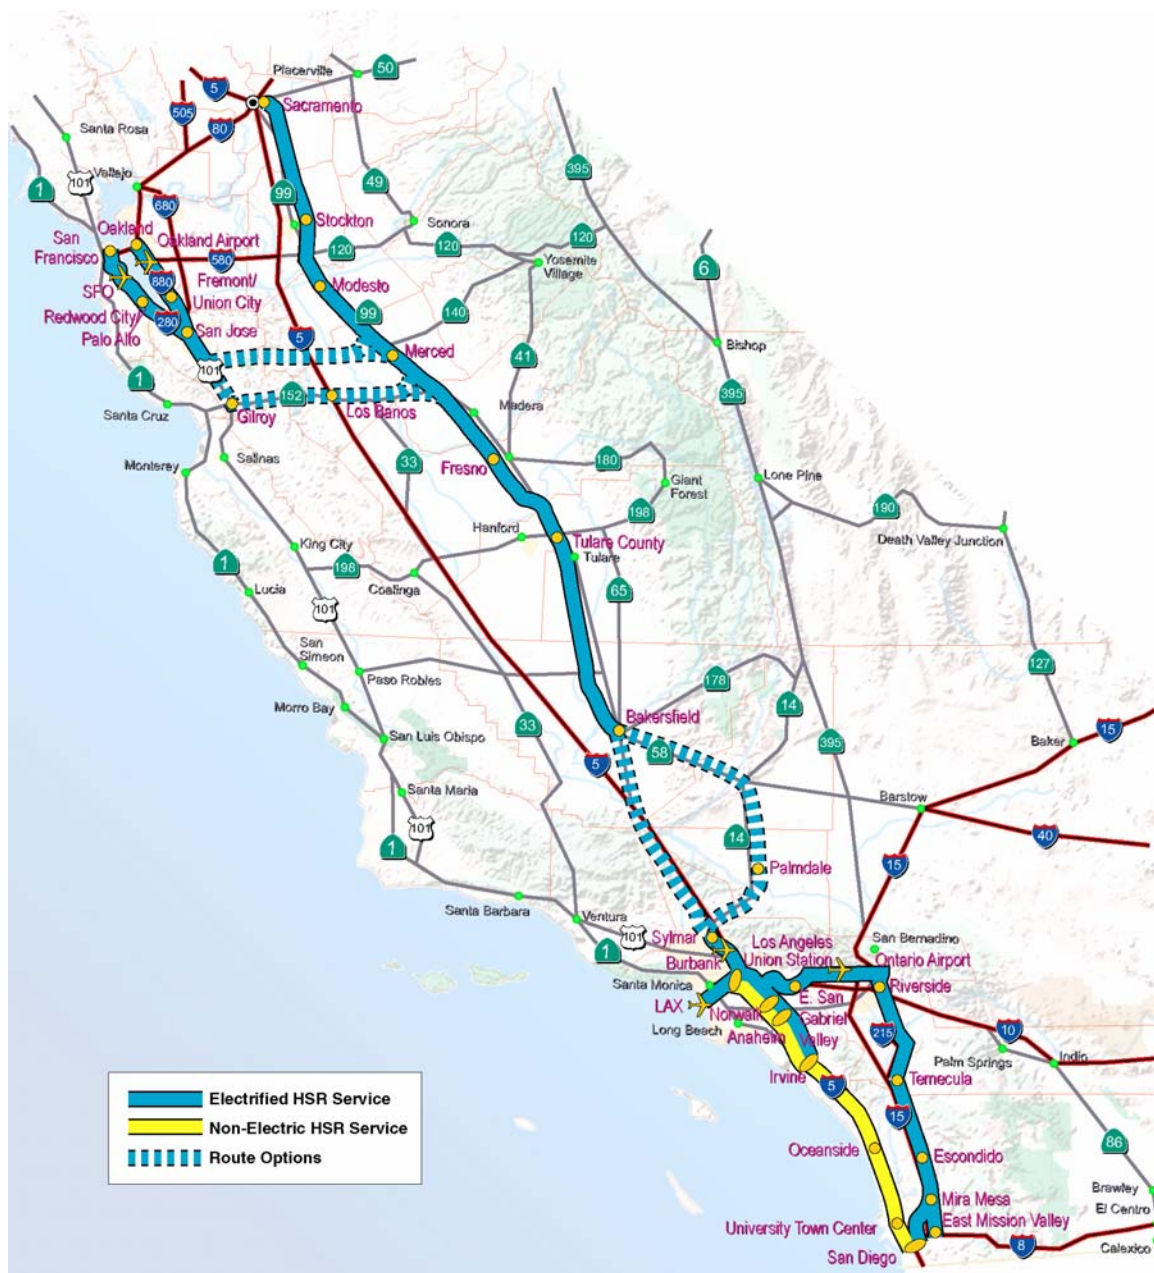 Placerville
50
5
505
80
Sacramento
Santa Rosa
101
1
Vallejo
680
99
49
395
Stockton
Sonora
120
120
120
Oakland
Oakland Airport
San
Francisco
580
Yosemite
Village
6
SFO
880
Fremont/
Union City
Modesto
Redwood City/
Palo Alto
280
San Jose
99
140
5
Bishop
Merced
41
101
1
395
152
Santa Cruz
Gilroy
Los Banos
Madera
Salinas
Monterey
33
Fresno
180
Giant
Forest
Lone Pine
198
190
Hanford
Tulare County
Tulare
Death Valley Junction
King City
1
198
Coalinga
Lucia
101
65
San
Simeon
127
Paso Robles
178
14
Morro Bay
33
Bakersfield
San Luis Obispo
58
395
Baker
15
5
Santa Maria
Barstow
101
1
14
40
15
Palmdale
Santa Barbara
Ventura
101
Sylmar
Los Angeles
Union Station
San Bernadino
1
Burbank
Ontario Airport
Santa Monica
Riverside
LAX
Norwalk
E. San
Gabriel
Valley
Long Beach
Anaheim
215
10
Palm Springs
Indio
Irvine
5
Temecula
15
Electrified HSR Service
Non-Electric HSR Service
Route Options
86
Oceanside
Escondido
Brawley
Mira Mesa
El Centro
University Town Center
East Mission Valley
San Diego
8
Calexico